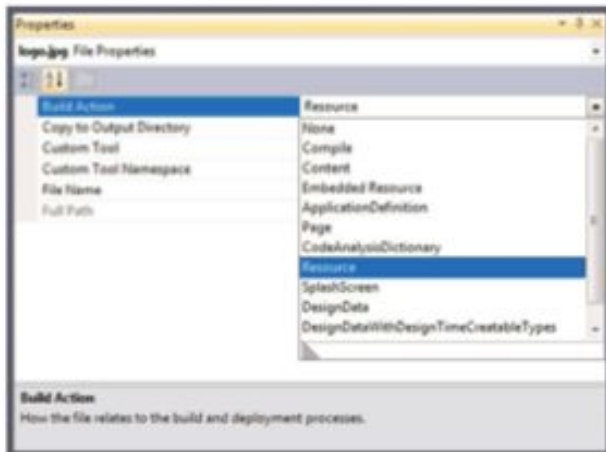 Properties
logo.jpg File Properties
Build Action Resource
Copy to Output Directory None
Custom Tool Compile
Custom Tool Namespace Content
File Name Embedded Resource
Full Path ApplicationDefinition
Page
CodeAnalysisDictionary
Resource
SplashScreen
DesignData
DesignDataWithDesignTimeCreatableTypes
Build Action
How the file relates to the build and deployment processes.